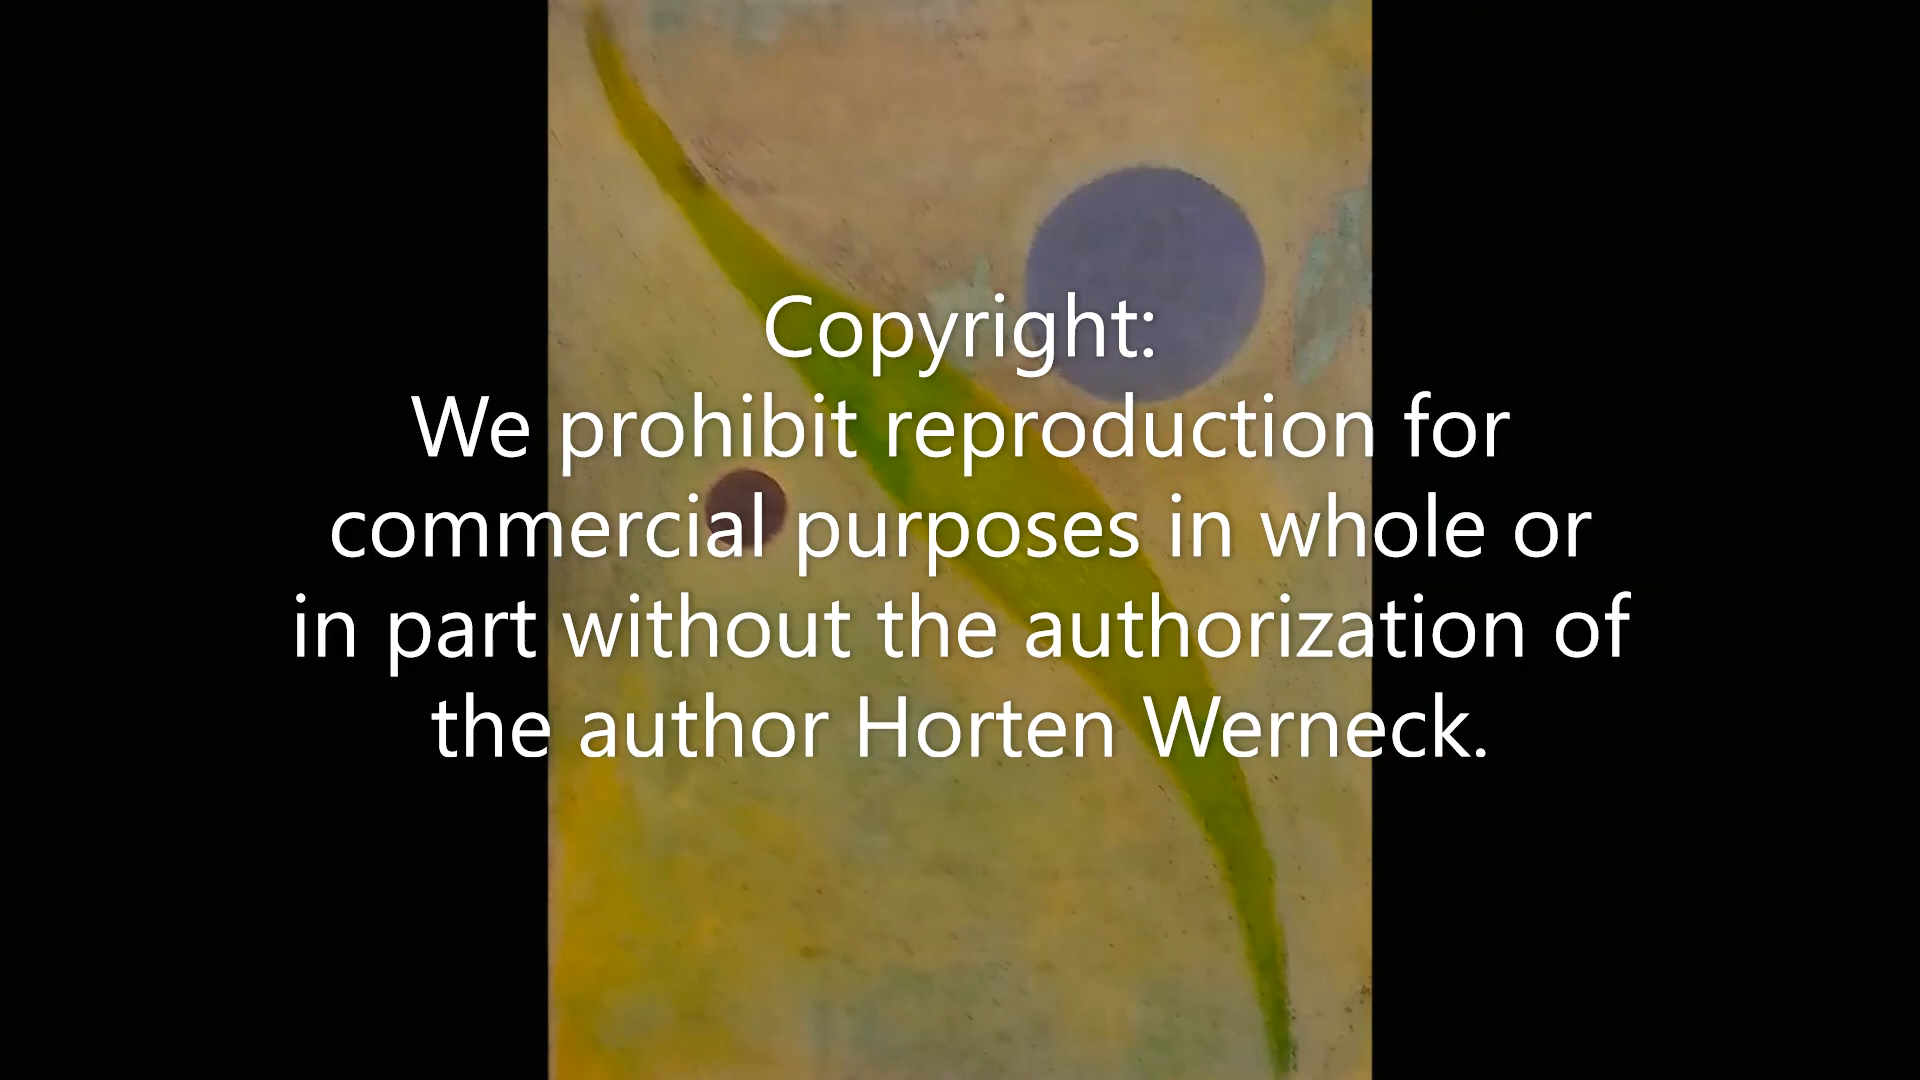 Copyright:
We prohibit reproduction for
commercial purposes in whole or
in part without the authorization of
the author Horten Werneck.